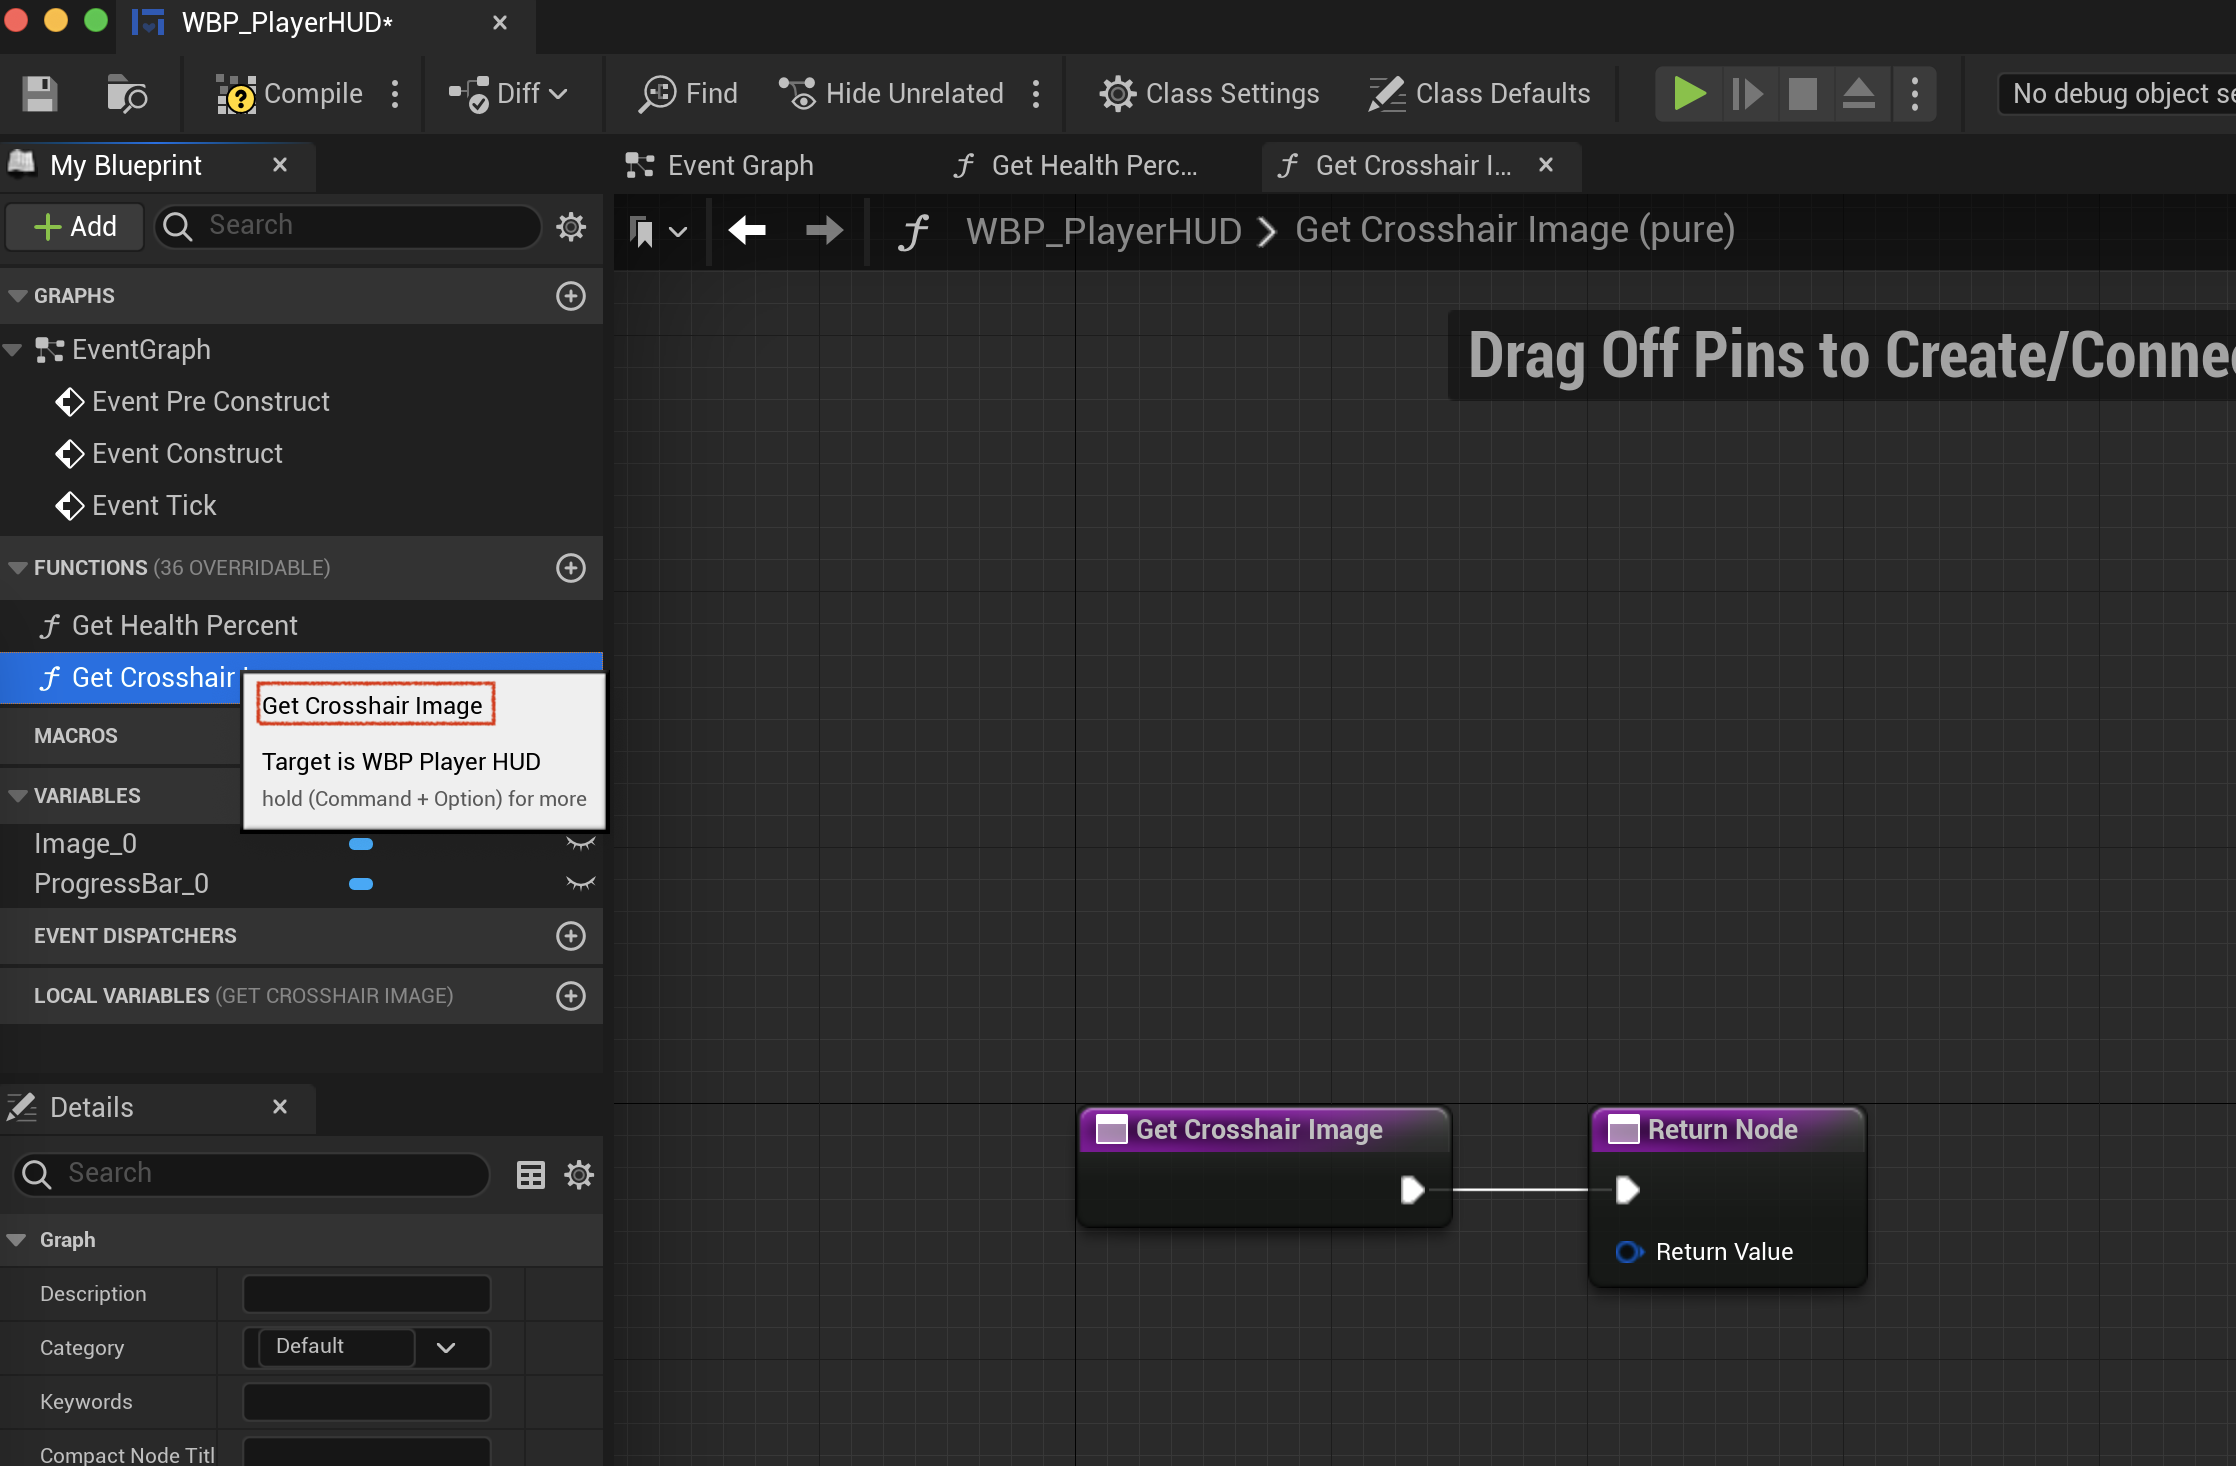 WBP_PlayerHUD*
Compile
Diff
Find
Hide Unrelated
Class Settings
Class Defaults
No debug object se
My Blueprint
Event Graph
Get Health Perc...
Get Crosshair I...
Add
Search
WBP_PlayerHUD
Get Crosshair Image (pure)
GRAPHS
Drag Off Pins to Create/Connec
EventGraph
Event Pre Construct
Event Construct
Event Tick
FUNCTIONS (36 OVERRIDABLE)
Get Health Percent
Get Crosshair
Get Crosshair Image
MACROS
Target is WBP Player HUD
VARIABLES
hold (Command + Option) for more
Image_0
ProgressBar_0
EVENT DISPATCHERS
LOCAL VARIABLES (GET CROSSHAIR IMAGE)
Details
Get Crosshair Image
Return Node
Search
Graph
Return Value
Description
Category
Default
Keywords
Compact Node Titl